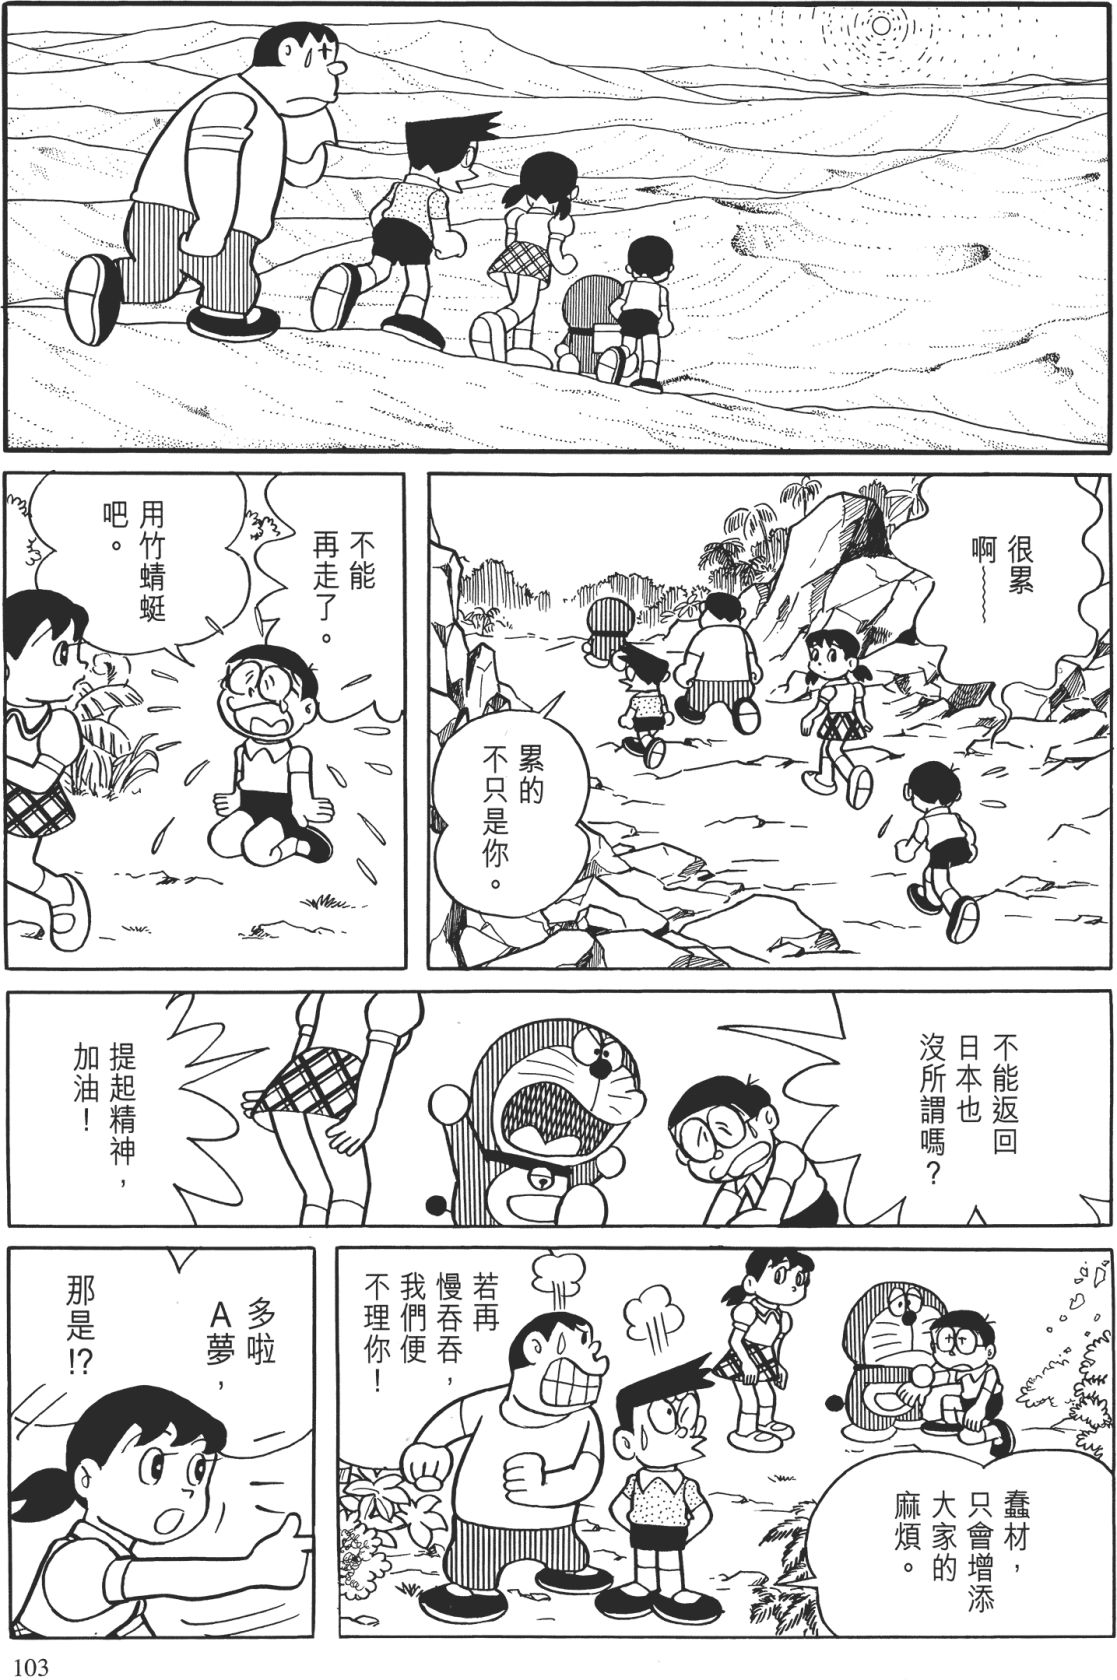 很累
啊~~~
累的
不只是你。
不能
再走了。
用竹蜻蜓
吧。
不能返回
日本也
沒所謂嗎？
提起精神，
加油！
蠢材，
只會增添
大家的
麻煩。
若再
慢吞吞，
我們便
不理你！
多啦
A夢，
那是!?
103